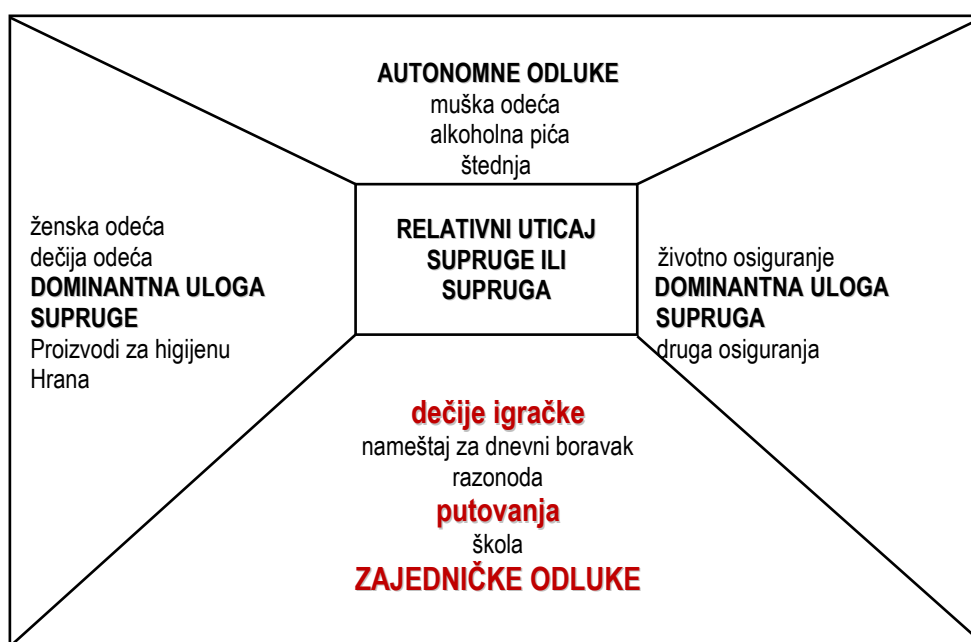 AUTONOMNE ODLUKE
muška odeća
alkoholna pića
štednja
ženska odeća
dečija odeća
DOMINANTNA ULOGA
SUPRUGE
Proizvodi za higijenu
Hrana
RELATIVNI UTICAJ
SUPRUGE ILI
SUPRUGA
životno osiguranje
DOMINANTNA ULOGA
SUPRUGA
druga osiguranja
dečije igračke
nameštaj za dnevni boravak
razonoda
putovanja
škola
ZAJEDNIČKE ODLUKE